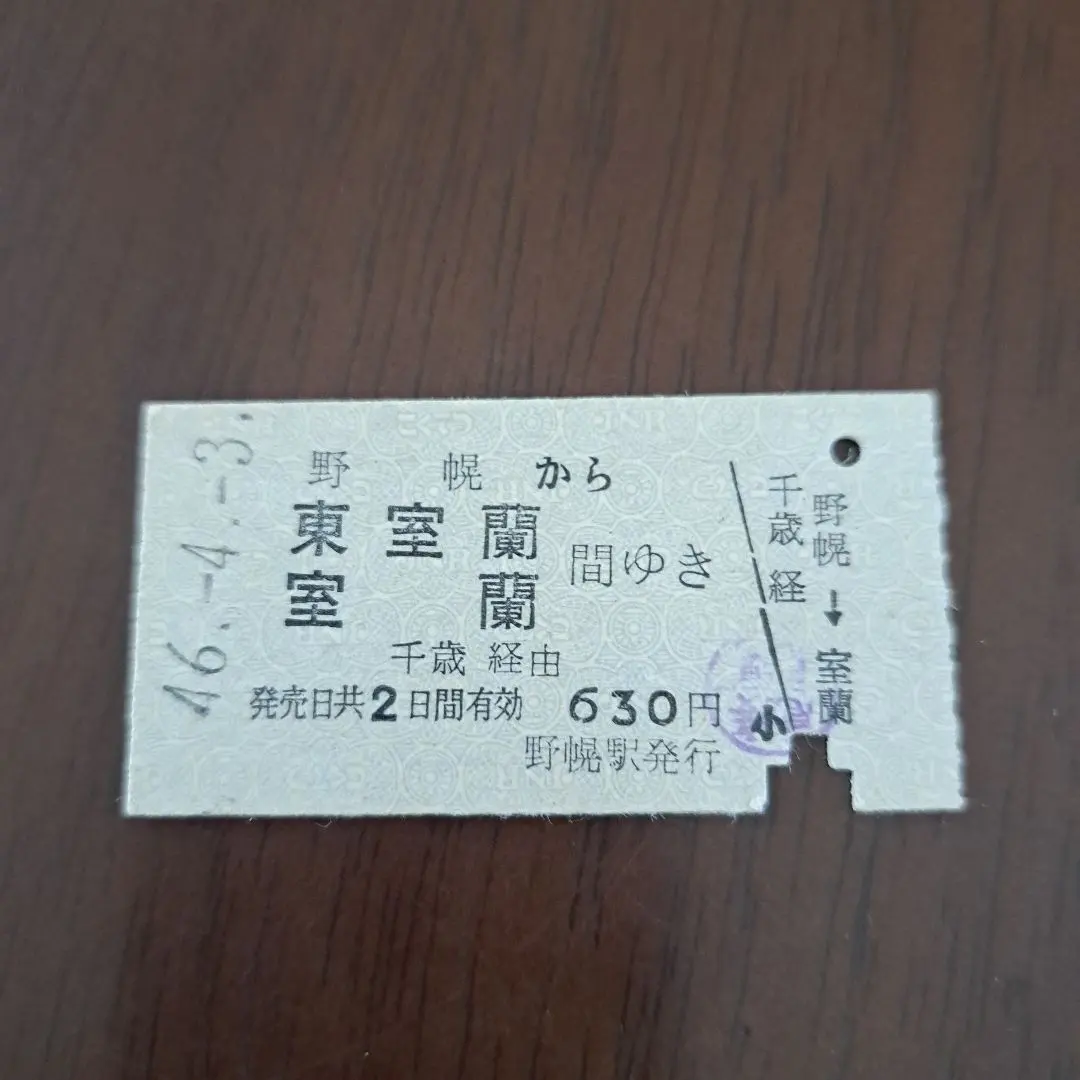 46.-4.-3.
野幌から
東室蘭
室蘭
間ゆき
千歳経由
発売日共2日間有効 630円
野幌駅発行
千歳経
小
野幌→室蘭